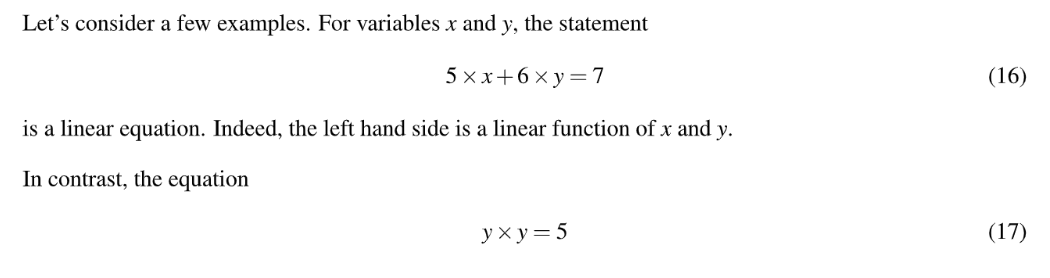 Let's consider a few examples. For variables x and y, the statement
5 × x + 6 × y = 7 (16)
is a linear equation. Indeed, the left hand side is a linear function of x and y.
In contrast, the equation
y × y = 5 (17)